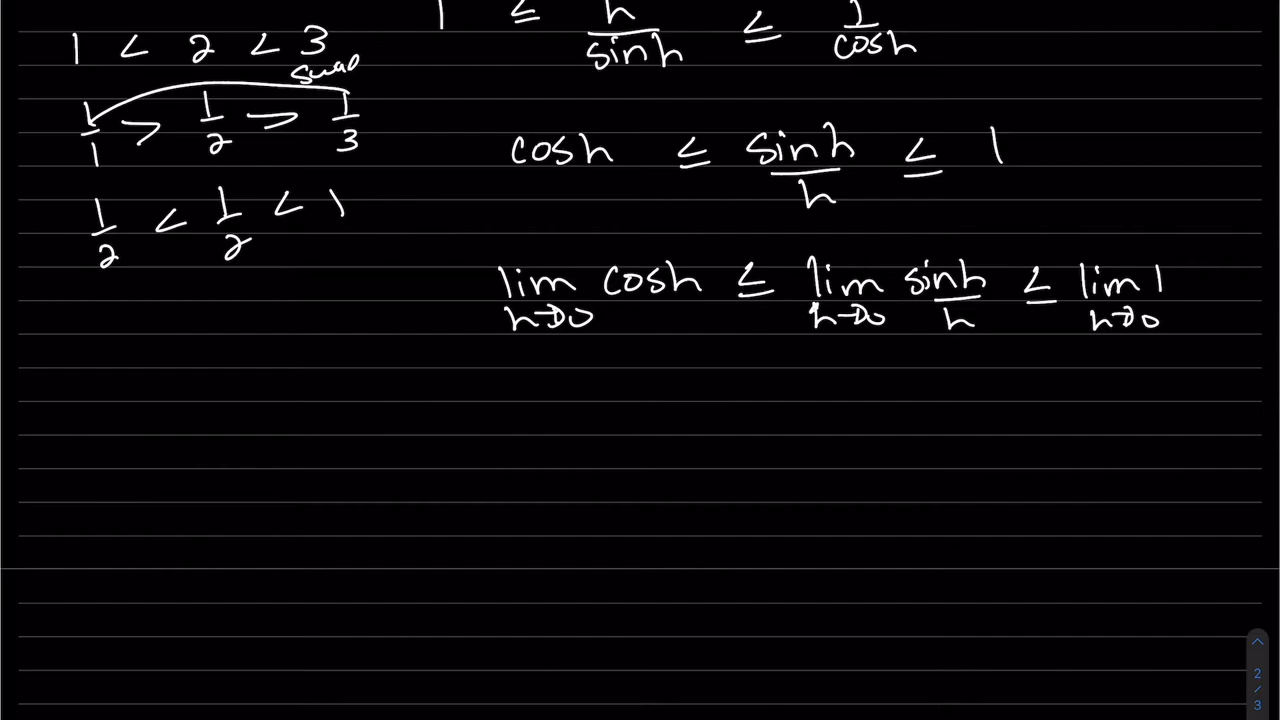 1 ≤ h/sinh ≤ 1/cosh
1 < 2 < 3
swap
1/1 > 1/2 > 1/3
cosh ≤ sinh/h ≤ 1
1/2 < 1/2 < 1
lim h→0 cosh ≤ lim h→0 sinh/h ≤ lim h→0 1
2/3